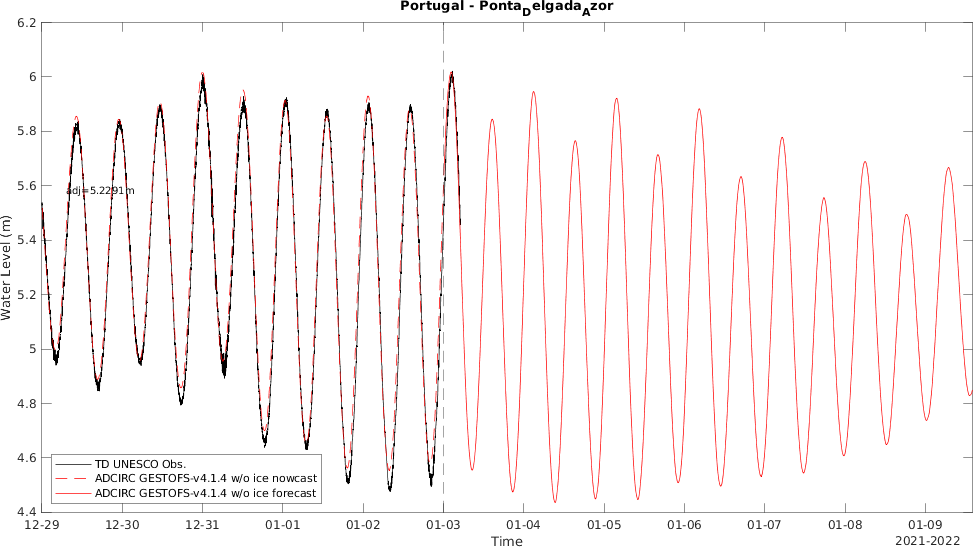 Portugal - PontaDelgadaAzor
6.2
6
5.8
5.6
5.4
5.2
5
4.8
4.6
4.4
Water Level (m)
adj=5.2291m
TD UNESCO Obs.
ADCIRC GESTOFS-v4.1.4 w/o ice nowcast
ADCIRC GESTOFS-v4.1.4 w/o ice forecast
12-29 12-30 12-31 01-01 01-02 01-03 01-04 01-05 01-06 01-07 01-08 01-09
Time
2021-2022